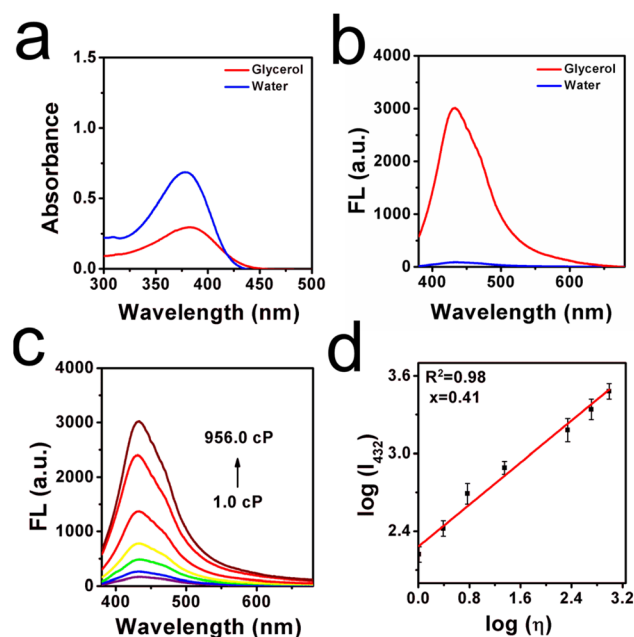 a
1.5
1.0
0.5
0.0
300
350
400
450
500
Absorbance
Wavelength (nm)
Glycerol
Water
b
4000
3000
2000
1000
0
400
500
600
FL (a.u.)
Wavelength (nm)
Glycerol
Water
c
4000
3000
2000
1000
0
400
500
600
FL (a.u.)
Wavelength (nm)
956.0 cP
1.0 cP
d
R²=0.98
x=0.41
3.6
3.0
2.4
1.8
0.0
0.8
1.6
2.4
3.2
log (I₄₃₂)
log (η)